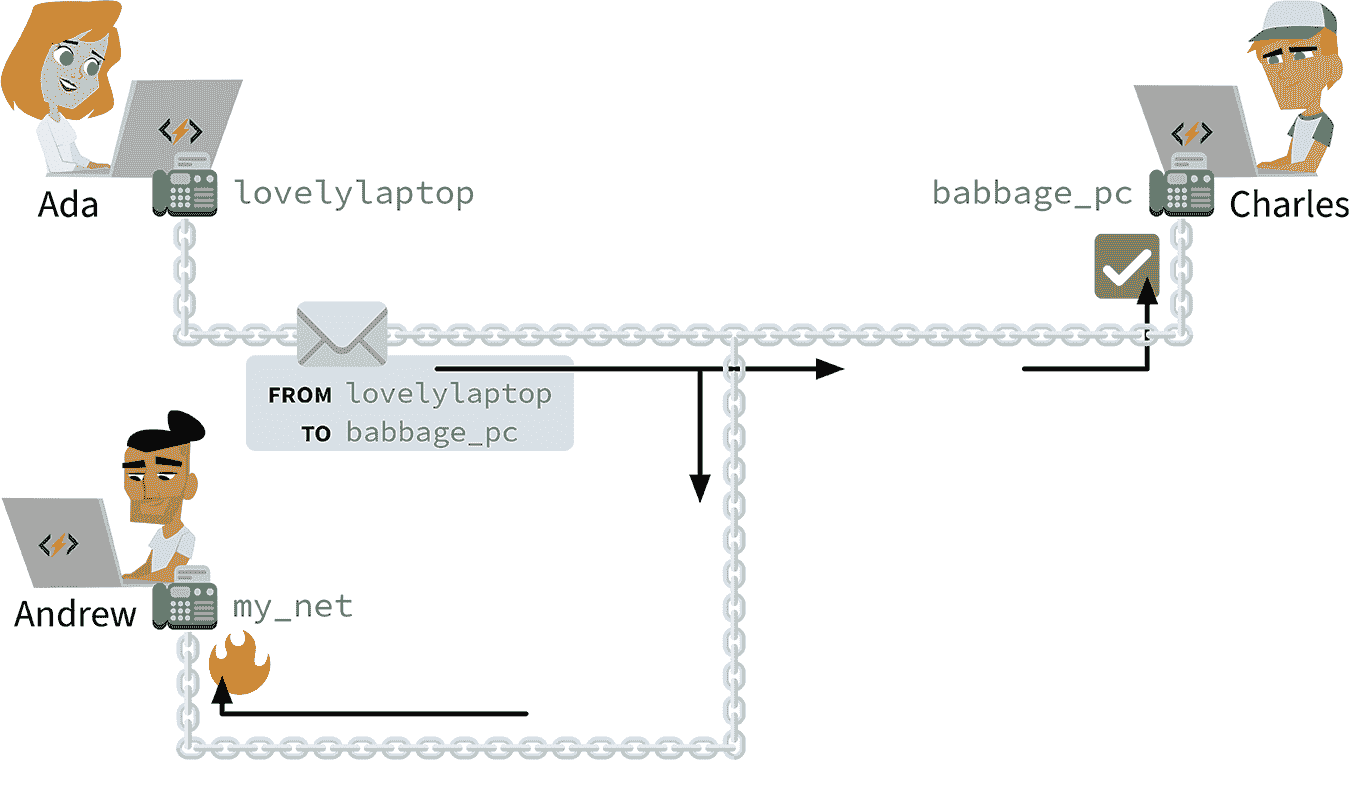 Ada
lovelylaptop
babbage_pc
Charles
FROM lovelylaptop
TO babbage_pc
Andrew
my_net